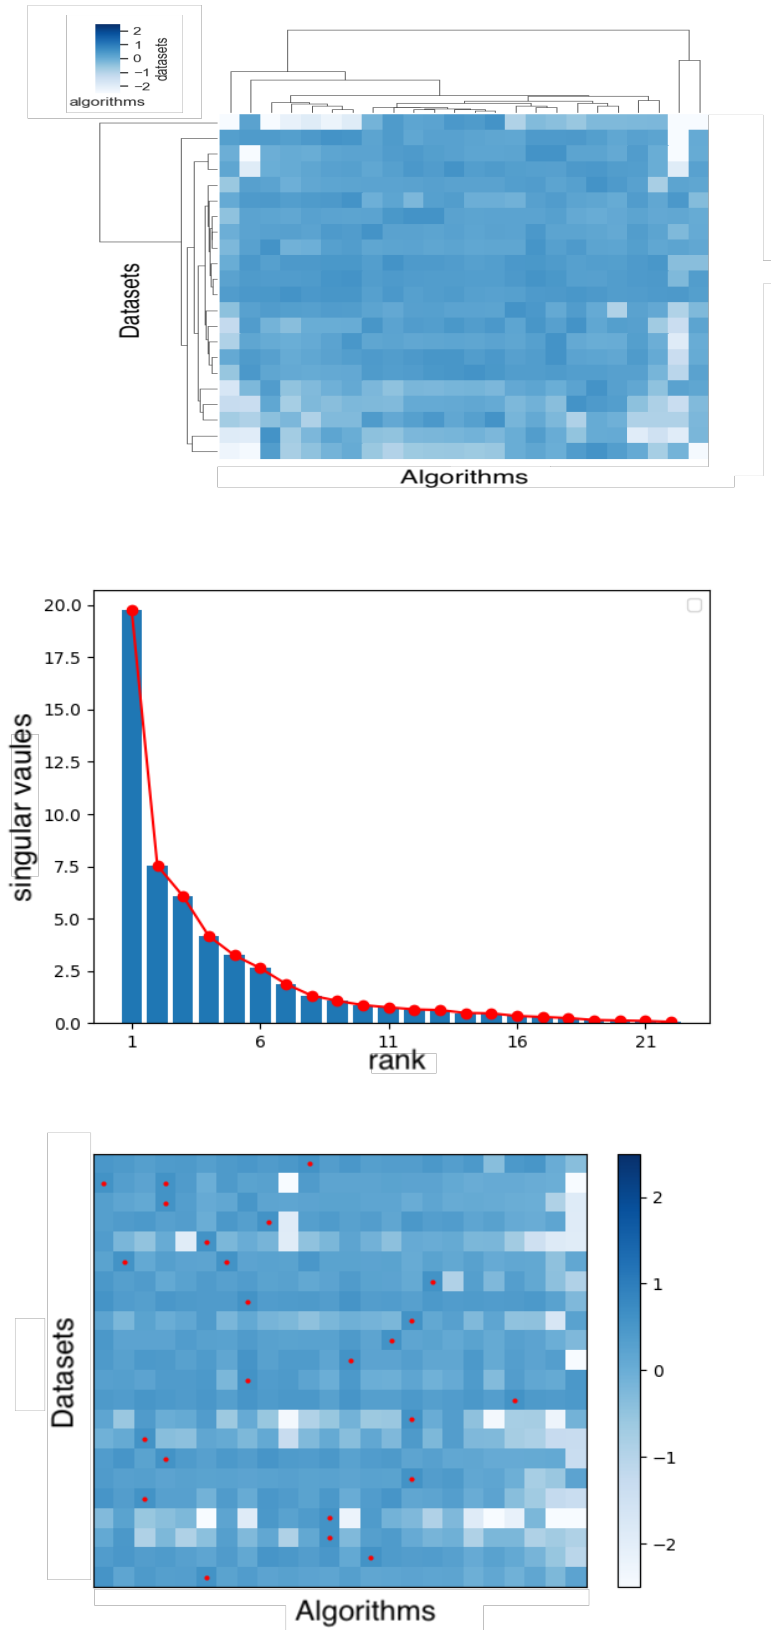 2
1
0
−1
−2
datasets
algorithms
Datasets
Algorithms
20.0
17.5
15.0
12.5
10.0
7.5
5.0
2.5
0.0
singular vaules
1 6 11 16 21
rank
Datasets
Algorithms
2
1
0
−1
−2